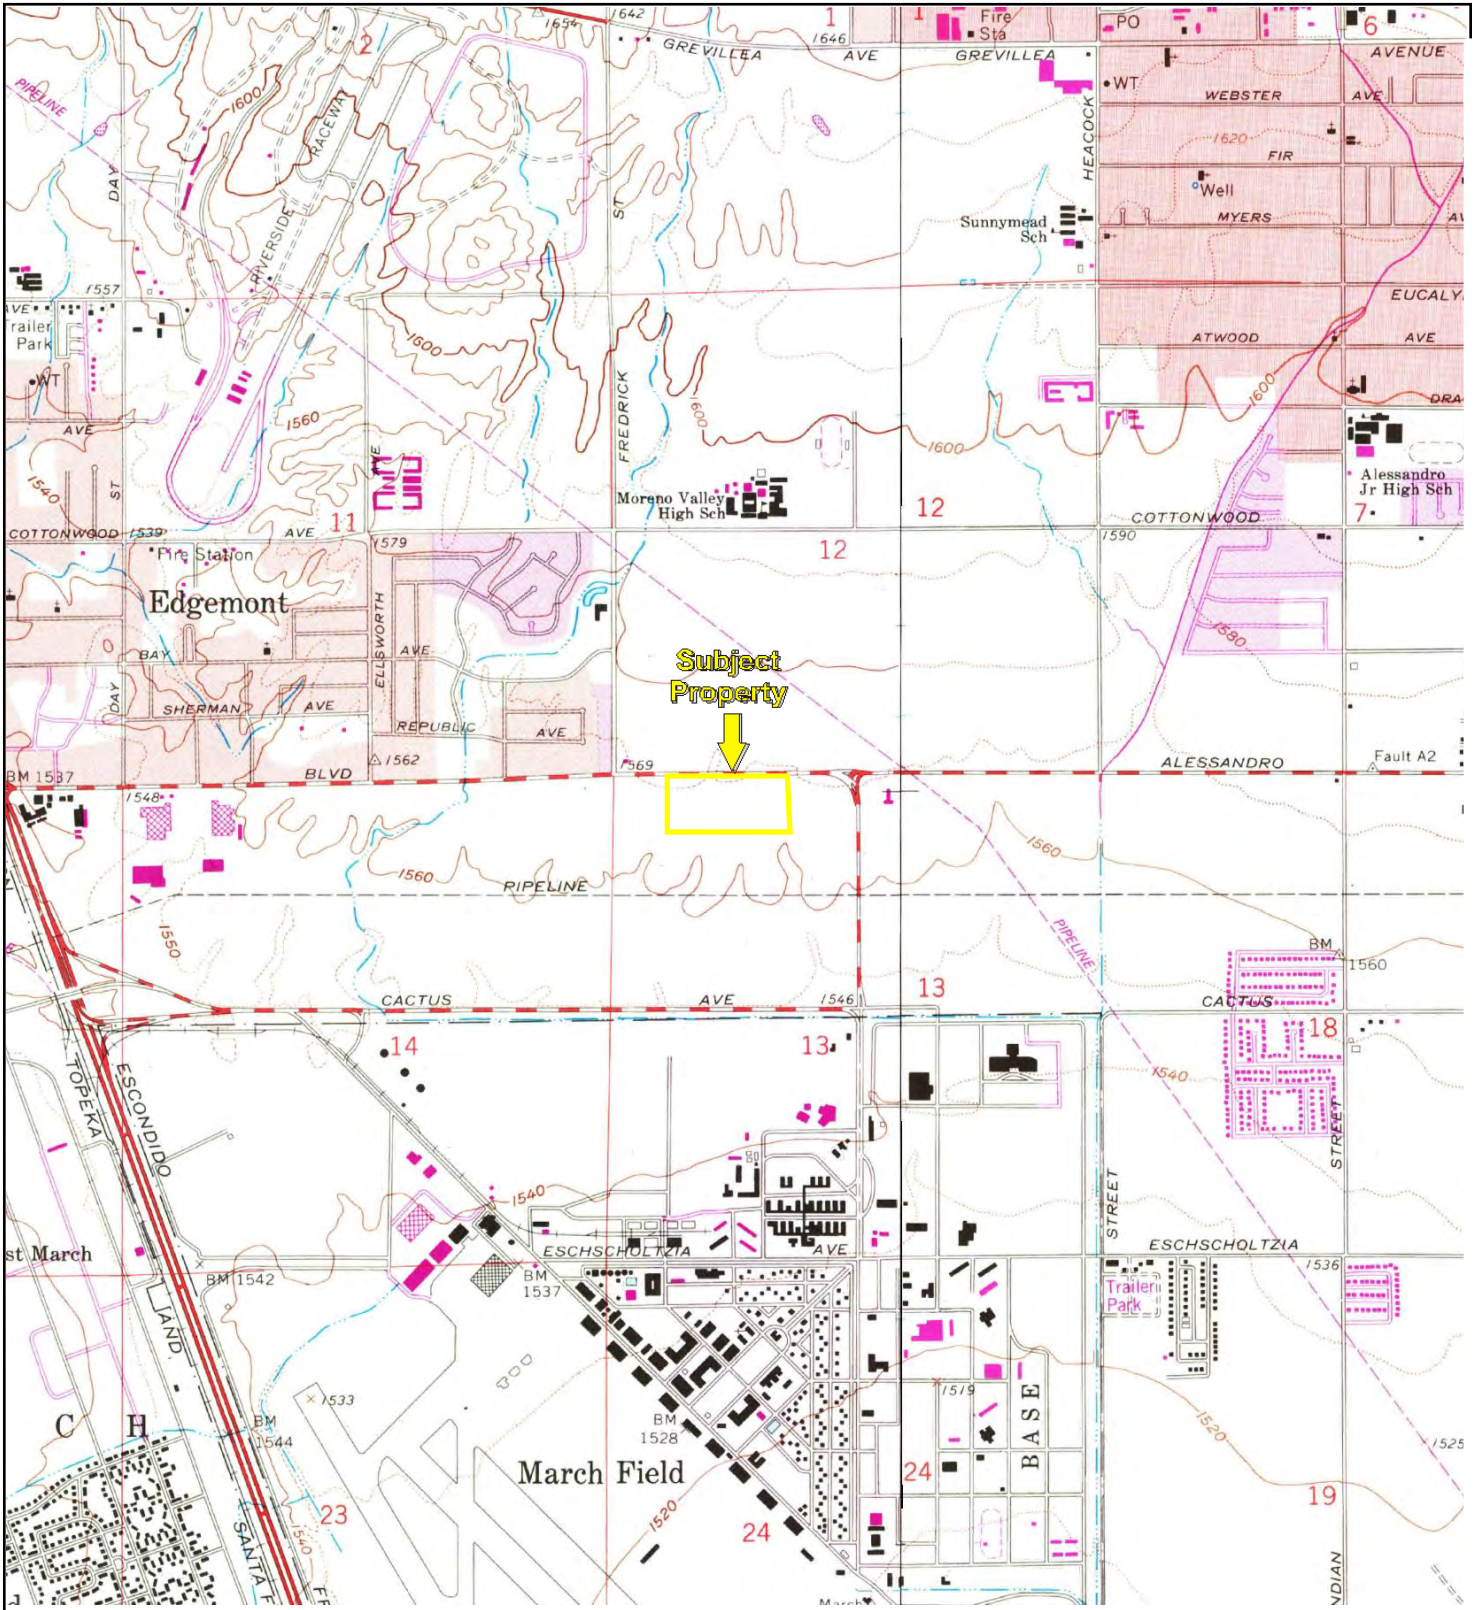 1654
1642
1646
1
1
Fire
Sta
PO
6
2
GREVILLEA
AVE
GREVILLEA
AVENUE
PIPELINE
1600
RACEWAY
WT
WEBSTER
AVE
HEACOCK
1620
FIR
DAY
Well
MYERS
ST
Sunnymead
Sch
RIVERSIDE
1557
EUCALY
AVE
Trailer
Park
1600
ATWOOD
AVE
WT
FREDRICK
1600
1600
DRA
1560
AVE
AVE
1600
1540
ST
Moreno Valley
High Sch
Alessandro
Jr High Sch
11
12
7
COTTONWOOD
1539
AVE
COTTONWOOD
1579
1590
12
Fire Station
Edgemont
ELLSWORTH
BAY
AVE
1580
Subject
Property
DAY
SHERMAN
AVE
REPUBLIC
AVE
1562
1569
Fault A2
BM 1537
BLVD
ALESSANDRO
1548
1
1560
1560
PIPELINE
1550
PIPELINE
BM
1560
CACTUS
AVE
1546
13
CACTUS
14
13
18
TOPEKA
ESCONDIDO
1540
STREET
1540
STREET
st March
ESCHSCHOLTZIA
AVE
ESCHSCHOLTZIA
BM 1542
BM
1537
1536
Trailer
Park
AND
1533
1519
BASE
C H
BM
1544
BM
1528
1520
1525
March Field
24
23
1520
24
19
1540
SANTA F
FR
NDIAN
March